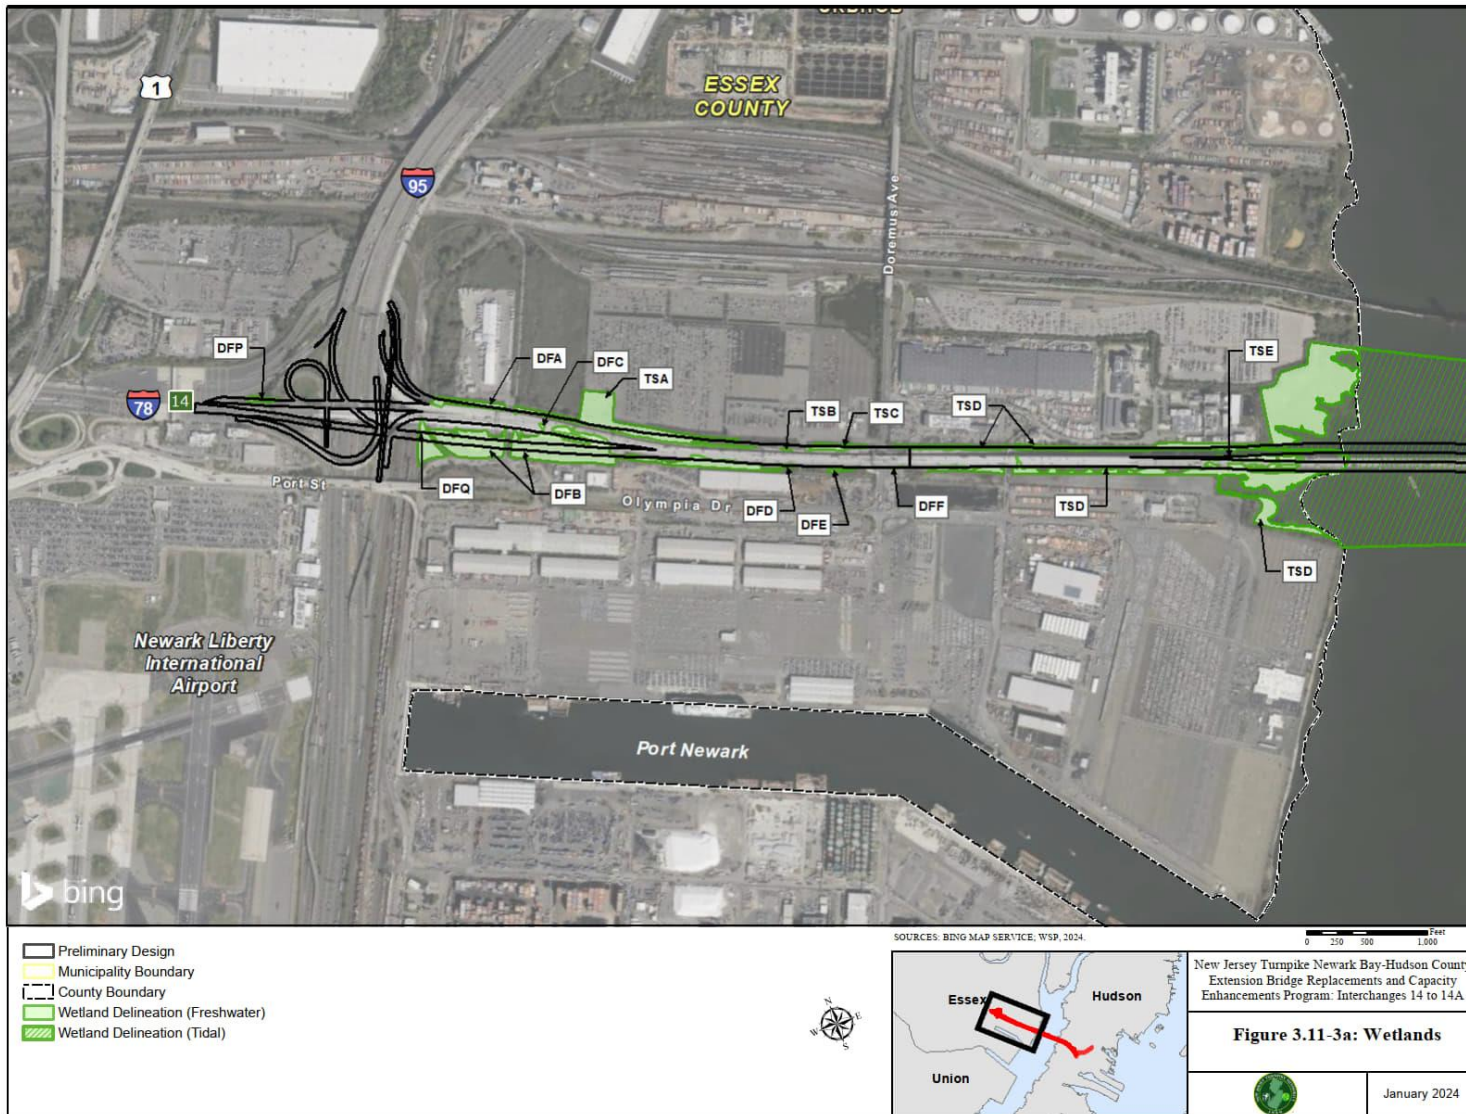 ESSEX
COUNTY
1
95
Doremus Ave
DFP
DFA
DFC
TSA
TSE
78
14
TSB
TSC
TSD
Port St
DFQ
DFB
Olympia Dr
DFD
DFE
DFF
TSD
TSD
Newark Liberty
International
Airport
Port Newark
bing
Preliminary Design
Municipality Boundary
County Boundary
Wetland Delineation (Freshwater)
Wetland Delineation (Tidal)
N
E
S
W
SOURCES: BING MAP SERVICE; WSP, 2024.
Feet
0 250 500 1,000
Essex
Hudson
Union
New Jersey Turnpike Newark Bay-Hudson County
Extension Bridge Replacements and Capacity
Enhancements Program: Interchanges 14 to 14A
Figure 3.11-3a: Wetlands
January 2024